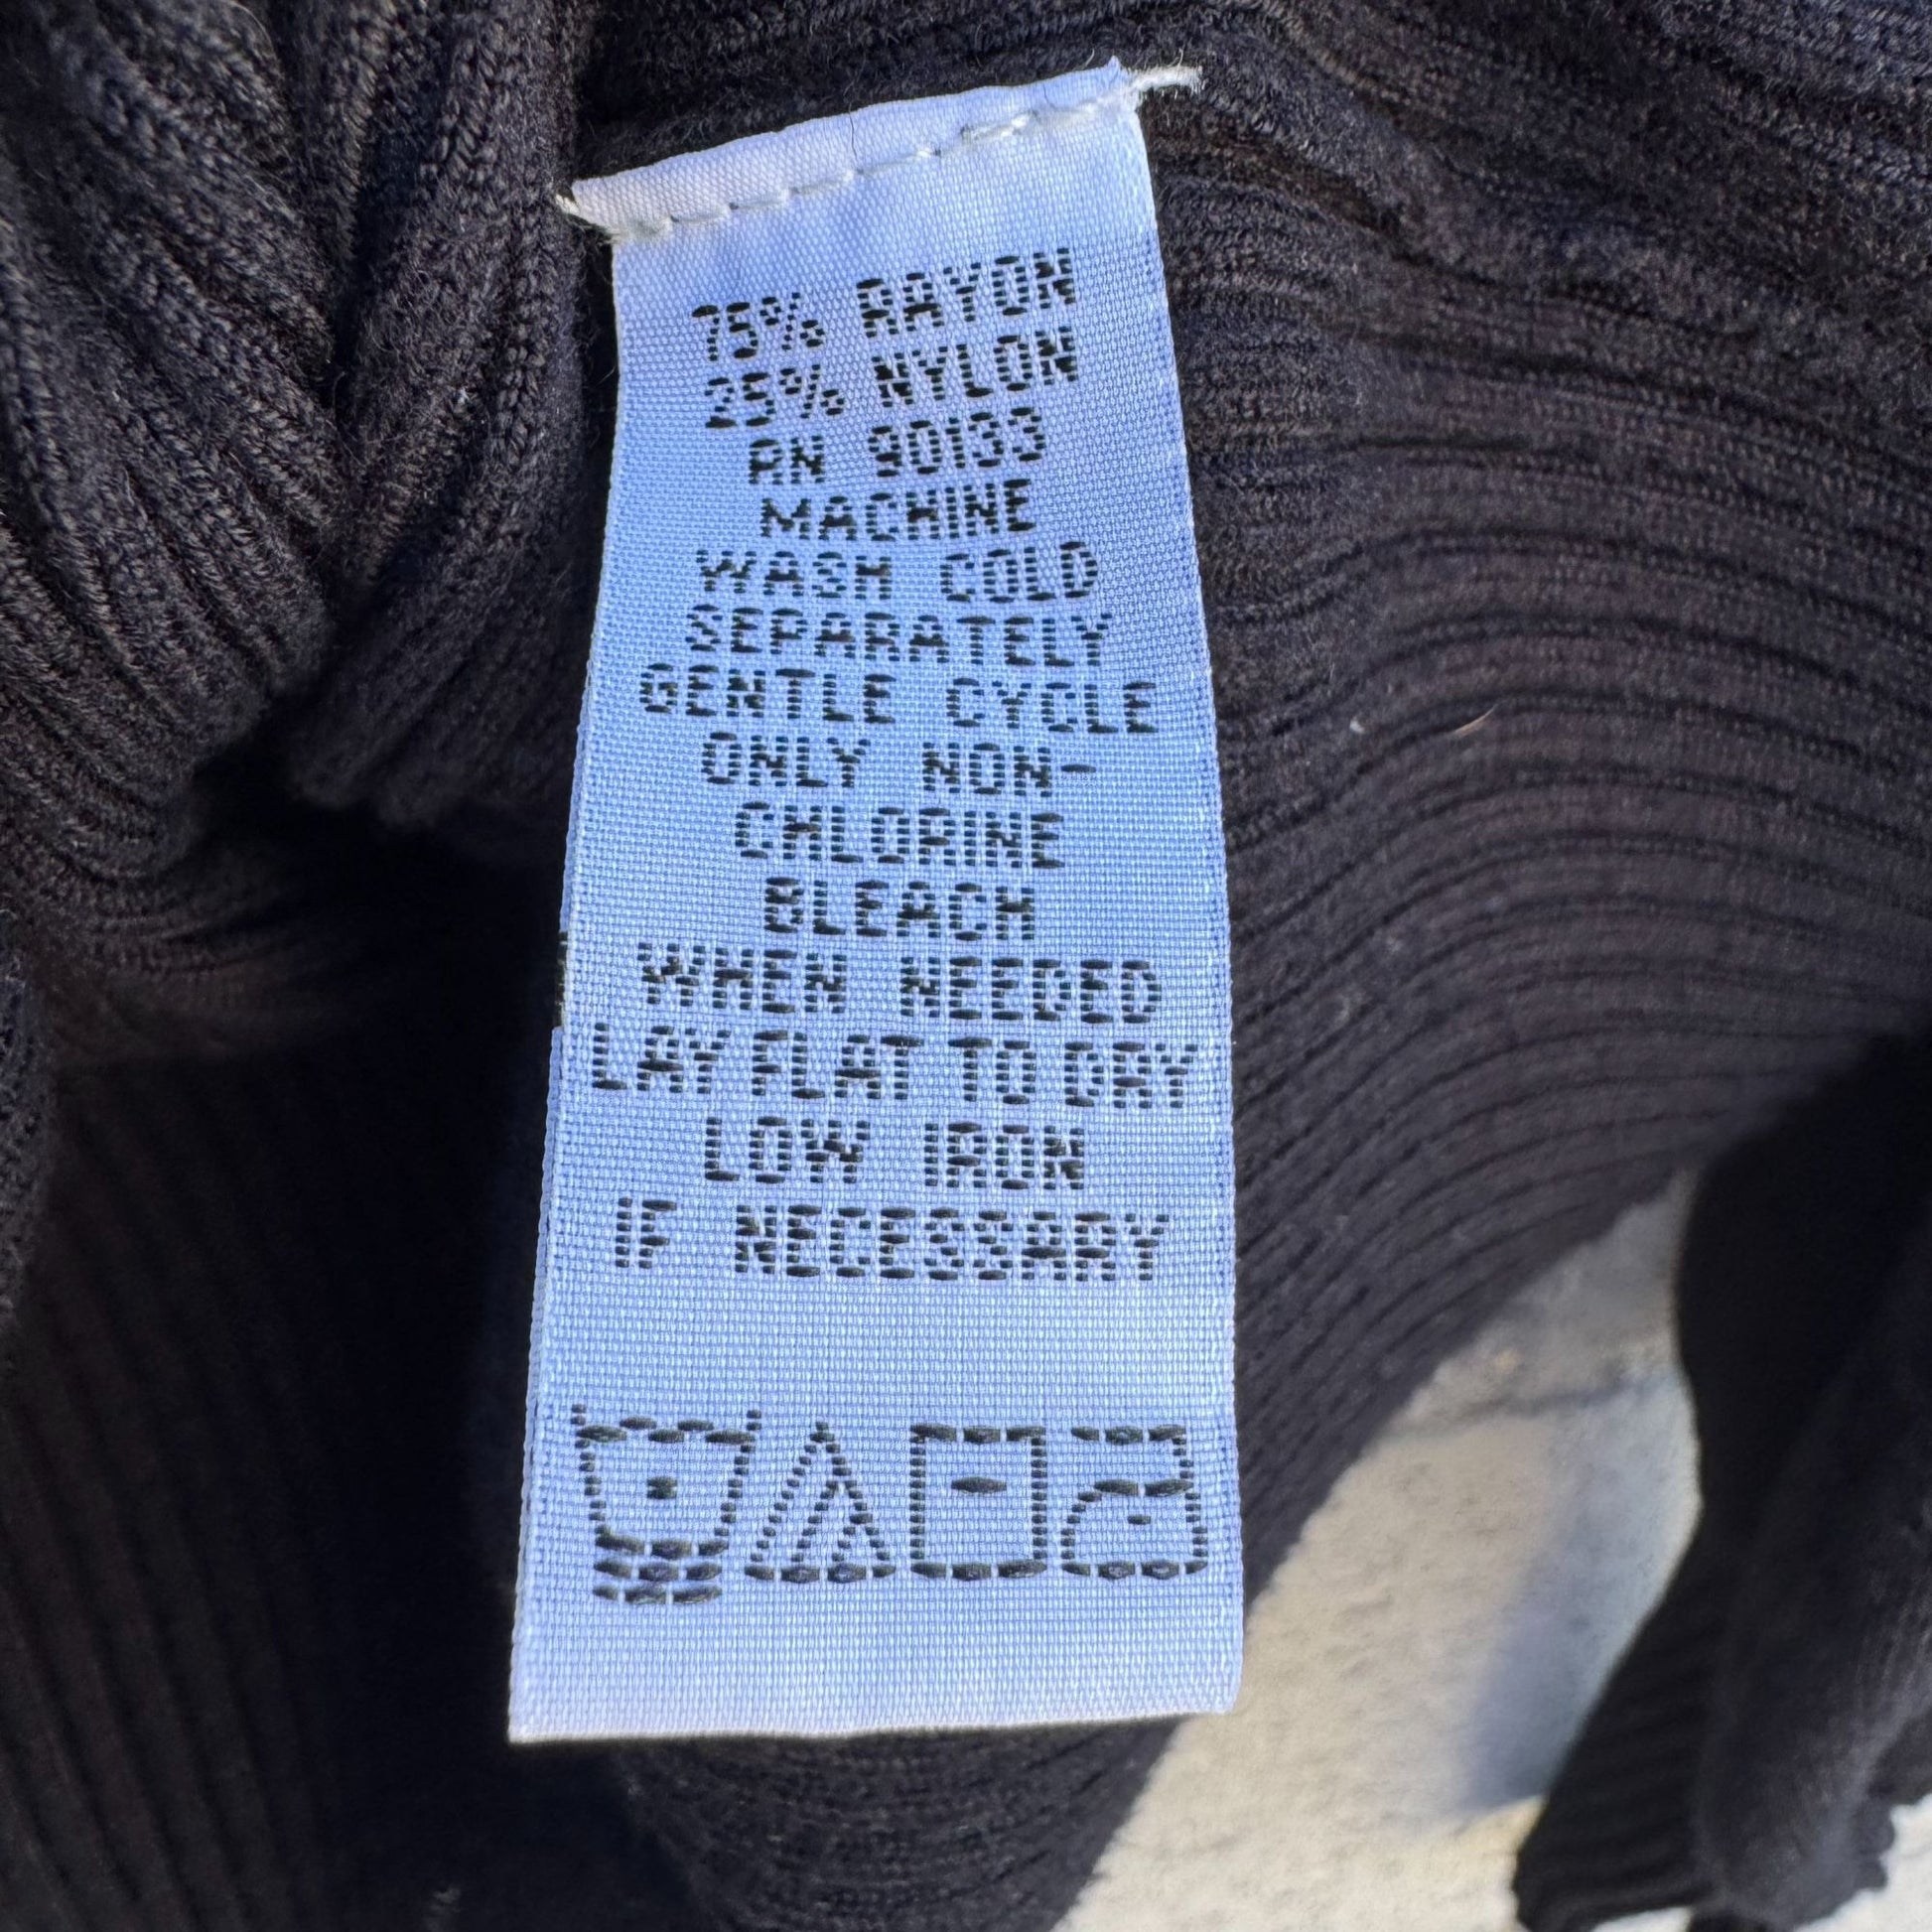 75% RAYON
25% NYLON
RN 90133
MACHINE
WASH COLD
SEPARATELY
GENTLE CYCLE
ONLY NON-
CHLORINE
BLEACH
WHEN NEEDED
LAY FLAT TO DRY
LOW IRON
IF NECESSARY